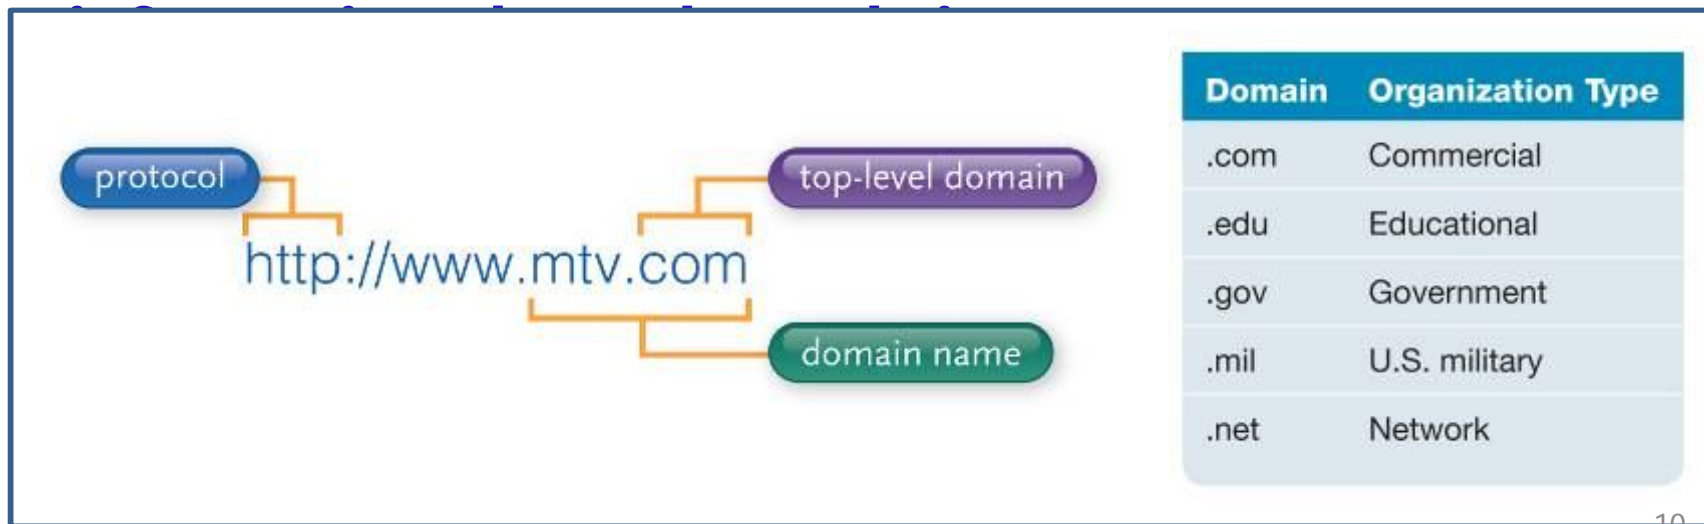 protocol
top-level domain
http://www.mtv.com
domain name
Domain Organization Type
.com Commercial
.edu Educational
.gov Government
.mil U.S. military
.net Network